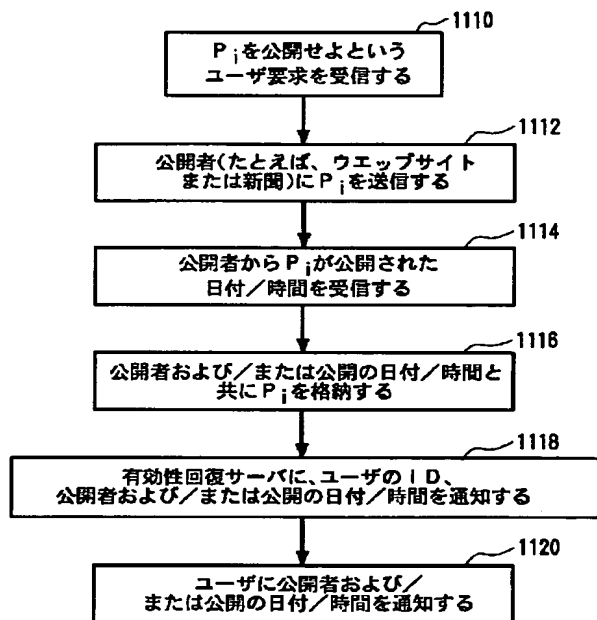 1110
Piを公開せよという
ユーザ要求を受信する
1112
公開者(たとえば、ウエッブサイト
または新聞)にPiを送信する
1114
公開者からPiが公開された
日付/時間を受信する
1116
公開者および/または公開の日付/時間と
共にPiを格納する
1118
有効性回復サーバに、ユーザのID、
公開者および/または公開の日付/時間を通知する
1120
ユーザに公開者および/
または公開の日付/時間を通知する